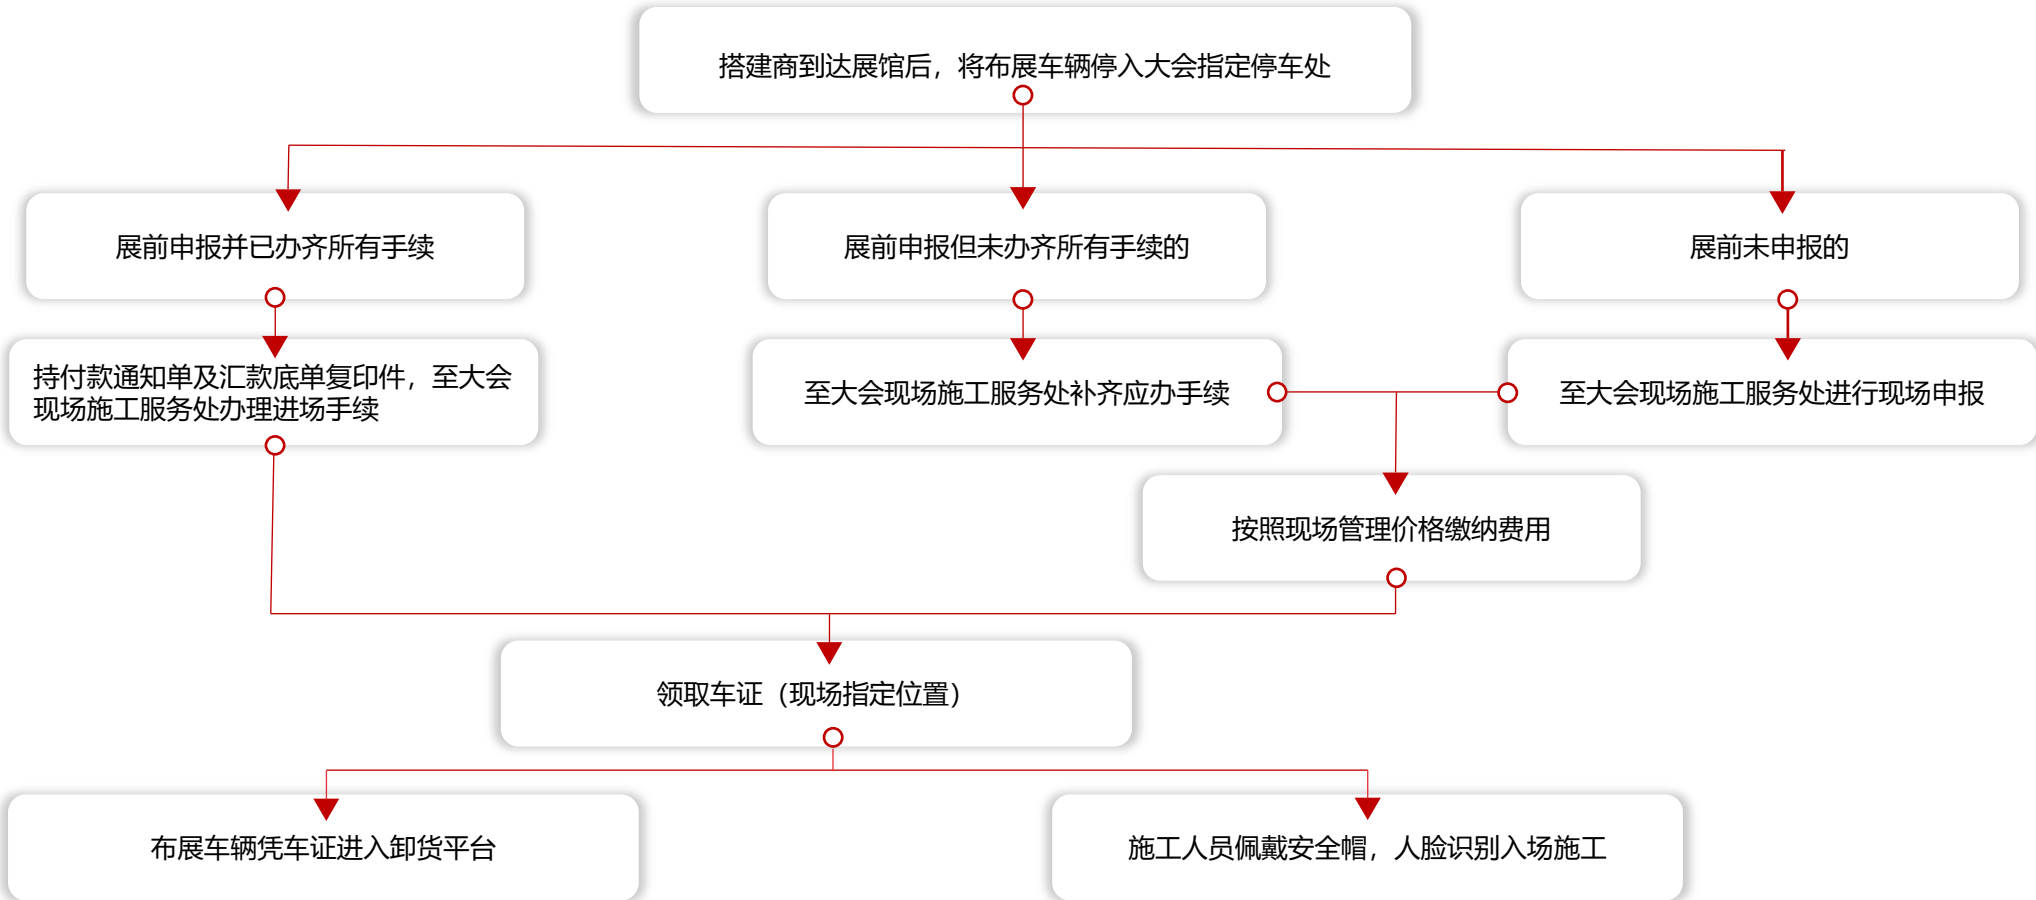 搭建商到达展馆后，将布展车辆停入大会指定停车处
展前申报并已办齐所有手续
展前申报但未办齐所有手续的
展前未申报的
持付款通知单及汇款底单复印件，至大会
现场施工服务处办理进场手续
至大会现场施工服务处补齐应办手续
至大会现场施工服务处进行现场申报
按照现场管理价格缴纳费用
领取车证（现场指定位置）
布展车辆凭车证进入卸货平台
施工人员佩戴安全帽，人脸识别入场施工